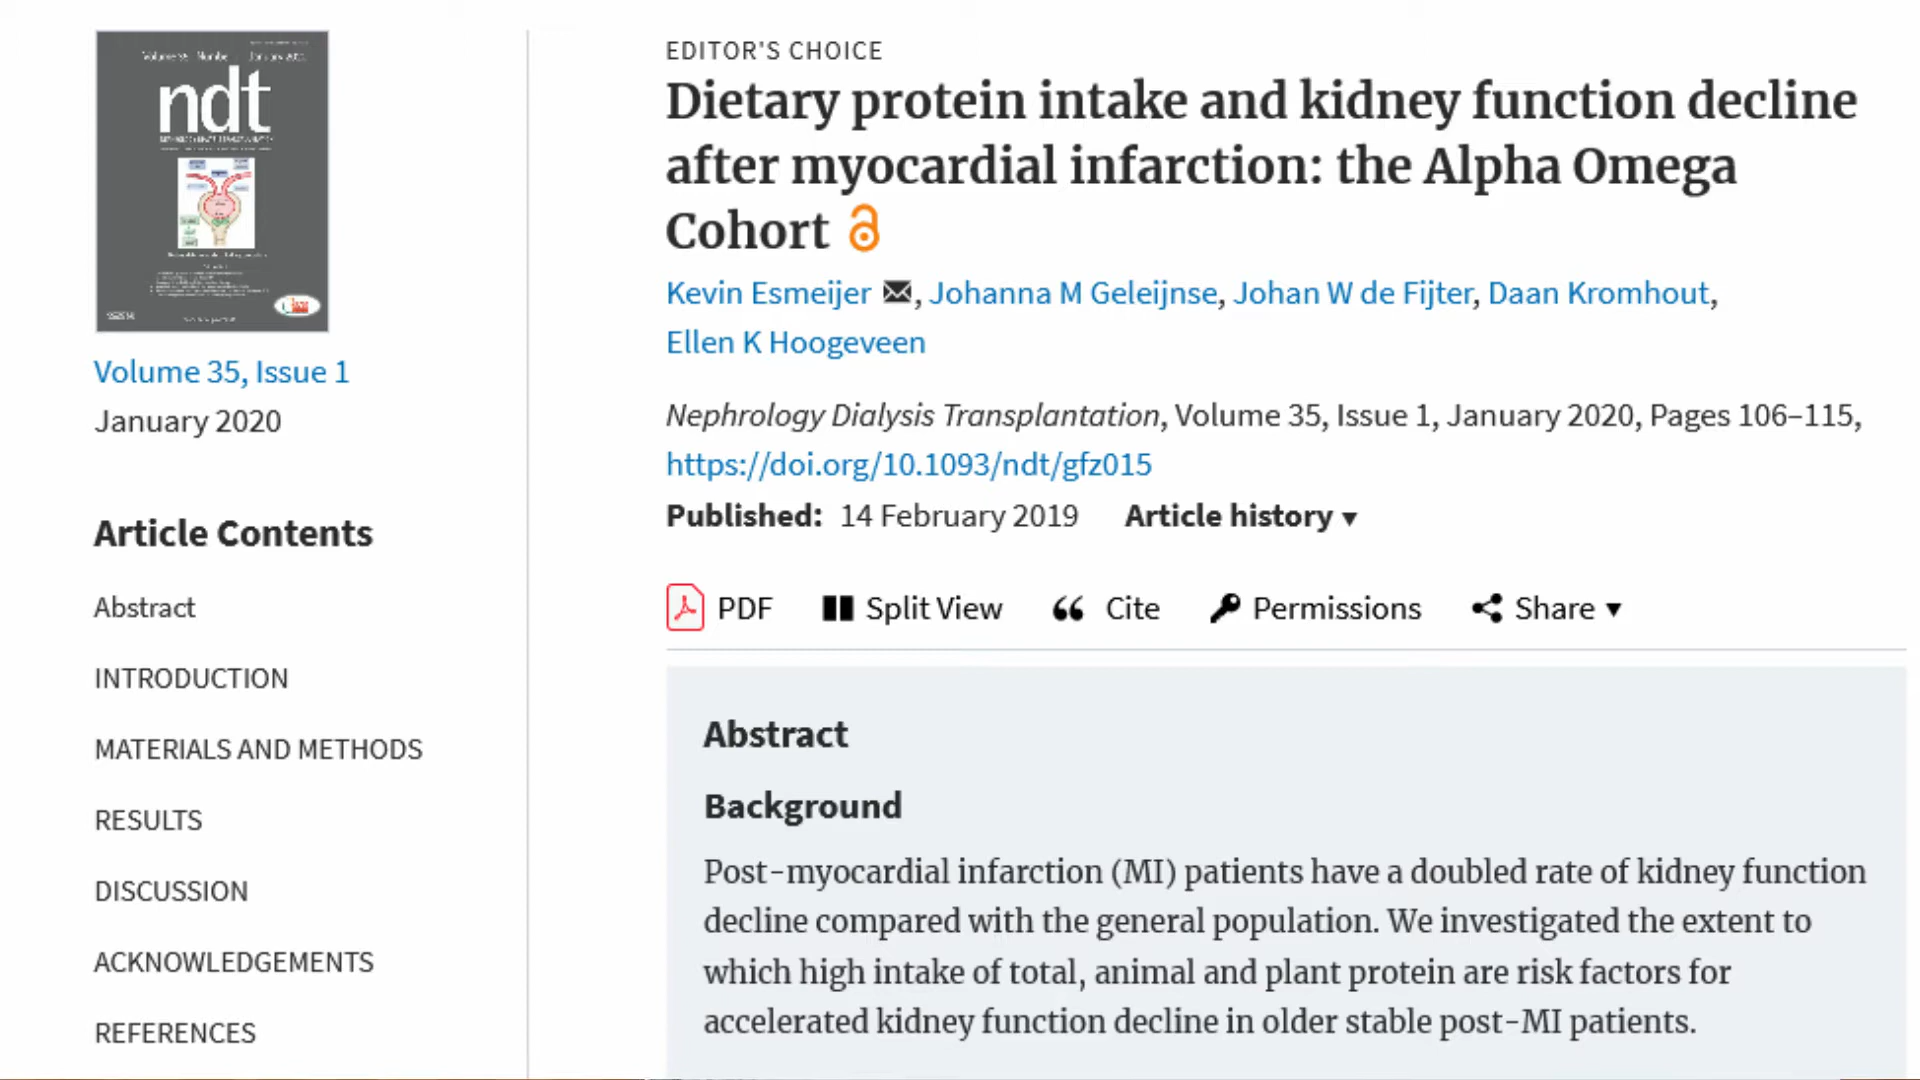 Volume 35 Number January
ndt
Volume 35, Issue 1
January 2020
Article Contents
Abstract
INTRODUCTION
MATERIALS AND METHODS
RESULTS
DISCUSSION
ACKNOWLEDGEMENTS
REFERENCES
EDITOR'S CHOICE
Dietary protein intake and kidney function decline
after myocardial infarction: the Alpha Omega
Cohort
Kevin Esmeijer, Johanna M Geleijnse, Johan W de Fijter, Daan Kromhout,
Ellen K Hoogeveen
Nephrology Dialysis Transplantation, Volume 35, Issue 1, January 2020, Pages 106–115,
https://doi.org/10.1093/ndt/gfz015
Published: 14 February 2019 Article history
PDF Split View Cite Permissions Share
Abstract
Background
Post-myocardial infarction (MI) patients have a doubled rate of kidney function
decline compared with the general population. We investigated the extent to
which high intake of total, animal and plant protein are risk factors for
accelerated kidney function decline in older stable post-MI patients.